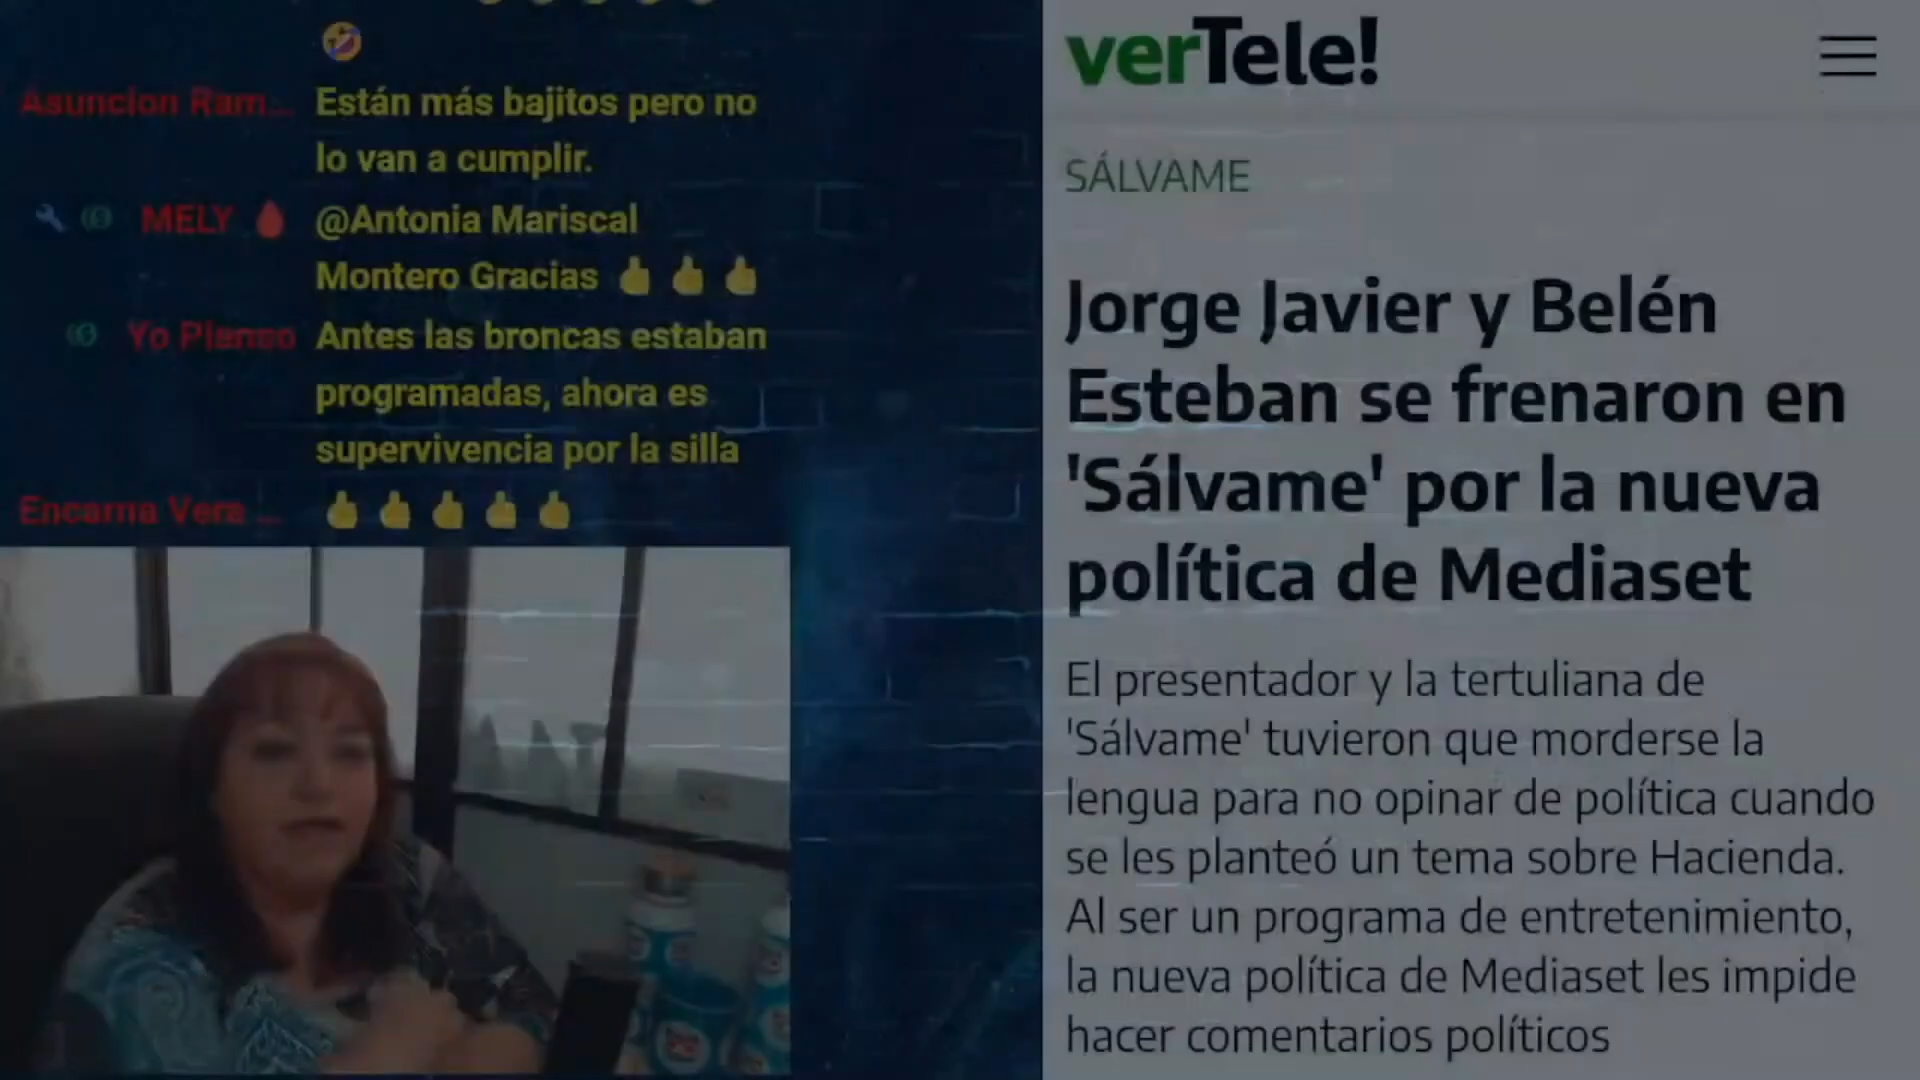 Asuncion Ram...
Están más bajitos pero no
lo van a cumplir.
MELY
@Antonia Mariscal
Montero Gracias
Yo Planso
Antes las broncas estaban
programadas, ahora es
supervivencia por la silla
Encarna Vera ...
verTele!
SÁLVAME
Jorge Javier y Belén
Esteban se frenaron en
'Sálvame' por la nueva
política de Mediaset
El presentador y la tertuliana de
'Sálvame' tuvieron que morderse la
lengua para no opinar de política cuando
se les planteó un tema sobre Hacienda.
Al ser un programa de entretenimiento,
la nueva política de Mediaset les impide
hacer comentarios políticos